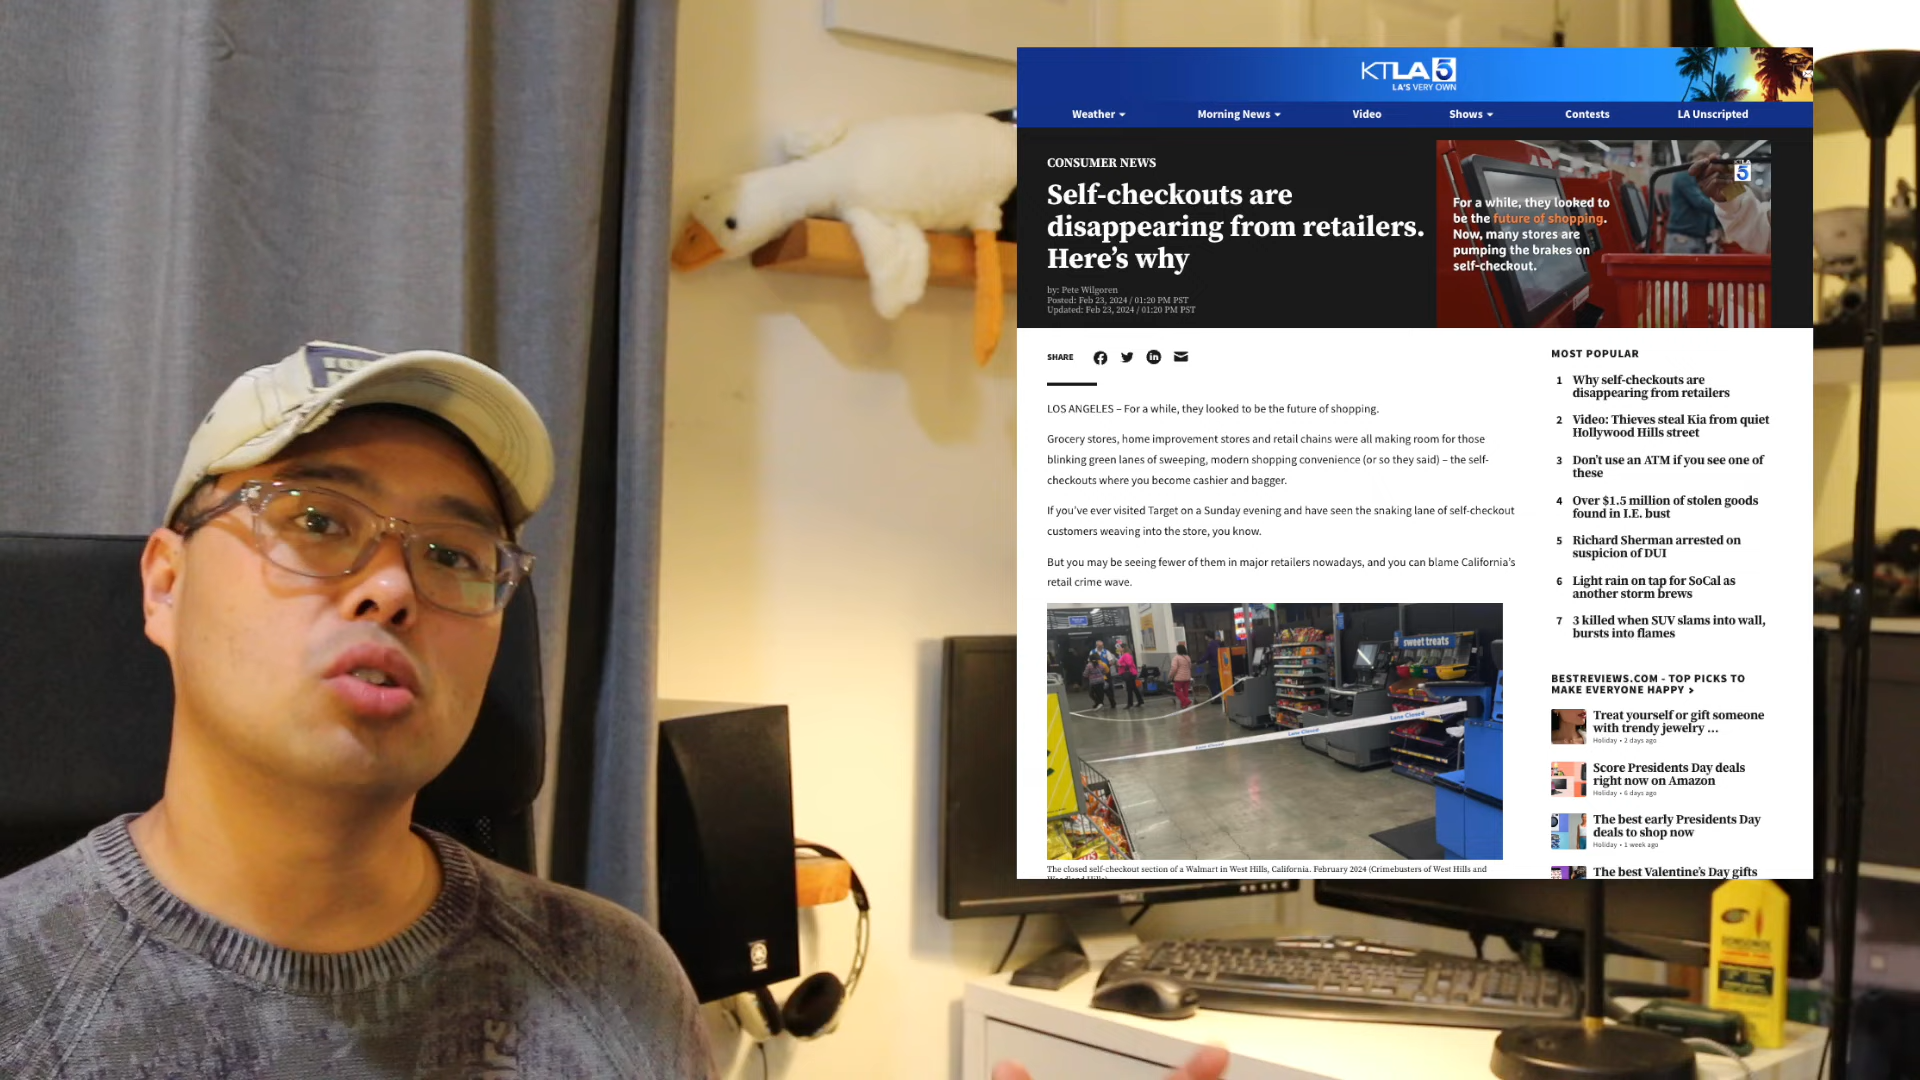 KTLA 5
LA'S VERY OWN
Weather
Morning News
Video
Shows
Contests
LA Unscripted
CONSUMER NEWS
Self-checkouts are
disappearing from retailers.
Here's why
by: Pete Wilgoren
Posted: Feb 23, 2024 / 01:20 PM PST
Updated: Feb 23, 2024 / 01:20 PM PST
5
For a while, they looked to
be the future of shopping.
Now, many stores are
pumping the brakes on
self-checkout.
SHARE
LOS ANGELES – For a while, they looked to be the future of shopping.
Grocery stores, home improvement stores and retail chains were all making room for those
blinking green lanes of sweeping, modern shopping convenience (or so they said) – the self-
checkouts where you become cashier and bagger.
If you've ever visited Target on a Sunday evening and have seen the snaking lane of self-checkout
customers weaving into the store, you know.
But you may be seeing fewer of them in major retailers nowadays, and you can blame California's
retail crime wave.
sweet treats
Lane Closed
Lane Closed
Lane Closed
The closed self-checkout section of a Walmart in West Hills, California. February 2024 (Crimebusters of West Hills and
MOST POPULAR
1 Why self-checkouts are
disappearing from retailers
2 Video: Thieves steal Kia from quiet
Hollywood Hills street
3 Don't use an ATM if you see one of
these
4 Over $1.5 million of stolen goods
found in I.E. bust
5 Richard Sherman arrested on
suspicion of DUI
6 Light rain on tap for SoCal as
another storm brews
7 3 killed when SUV slams into wall,
bursts into flames
BESTREVIEWS.COM - TOP PICKS TO
MAKE EVERYONE HAPPY >
Treat yourself or gift someone
with trendy jewelry ...
Holiday • 2 days ago
Score Presidents Day deals
right now on Amazon
Holiday • 6 days ago
The best early Presidents Day
deals to shop now
Holiday • 1 week ago
The best Valentine's Day gifts